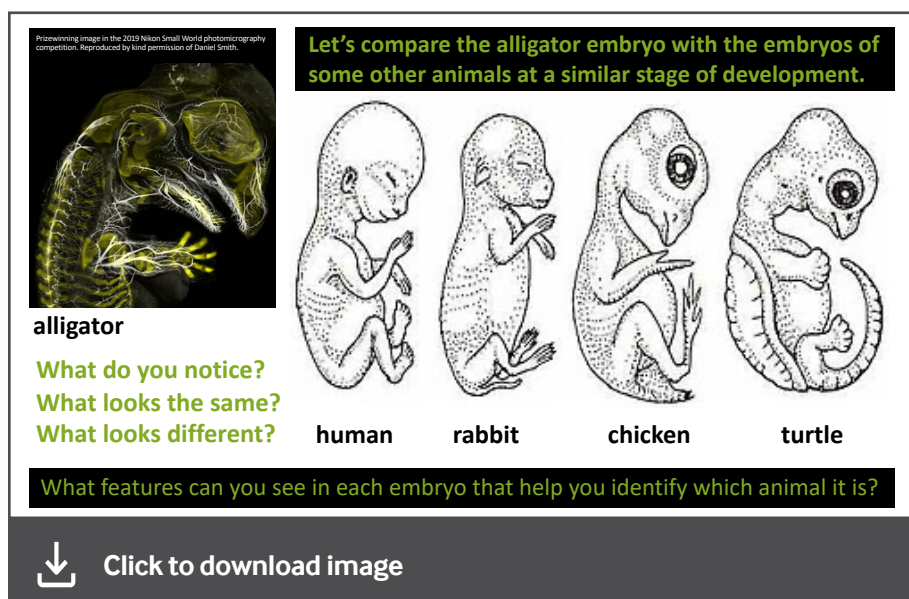 Prizewinning image in the 2019 Nikon Small World photomicrography
competition. Reproduced by kind permission of Daniel Smith.
Let's compare the alligator embryo with the embryos of
some other animals at a similar stage of development.
alligator
What do you notice?
What looks the same?
What looks different?
human rabbit chicken turtle
What features can you see in each embryo that help you identify which animal it is?
Click to download image